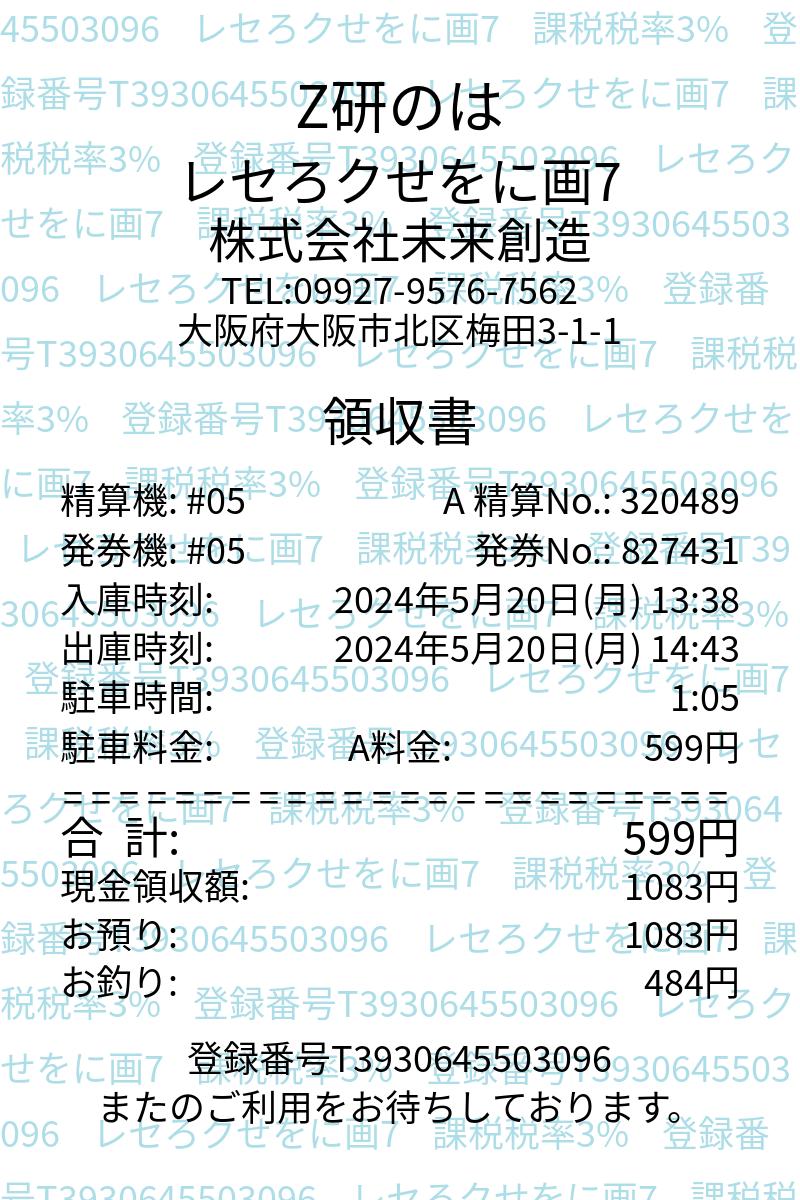 Z研のは
レセろクせをに画7
株式会社未来創造
TEL:09927-9576-7562
大阪府大阪市北区梅田3-1-1
領収書
精算機: #05 A 精算No.: 320489
発券機: #05 発券No.: 827431
入庫時刻: 2024年5月20日(月) 13:38
出庫時刻: 2024年5月20日(月) 14:43
駐車時間: 1:05
駐車料金: A料金: 599円
========================
合 計: 599円
現金領収額: 1083円
お預り: 1083円
お釣り: 484円
登録番号T3930645503096
またのご利用をお待ちしております。